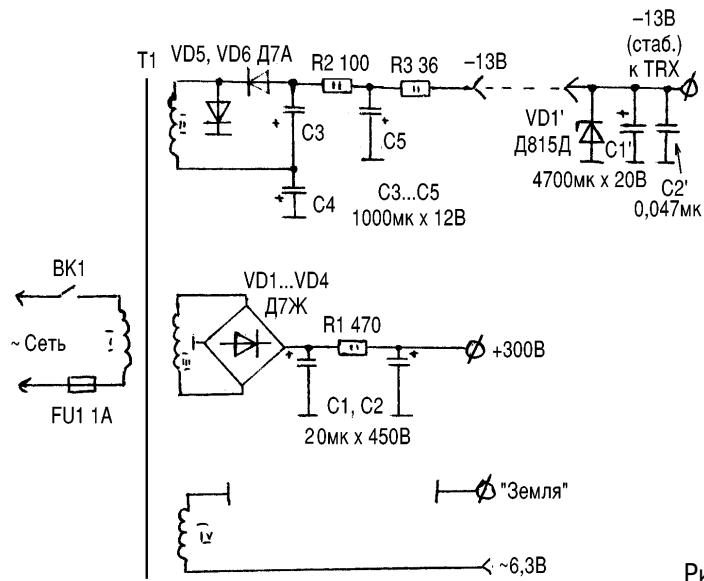 –13В
(стаб.)
к TRX
T1
VD5, VD6 Д7А
R2 100
R3 36
–13В
II
+
C3
+
C5
+
C4
C3...C5
1000мк х 12В
VD1'
Д815Д
+
C1'
4700мк х 20В
C2'
0,047мк
ВК1
~ Сеть
I
FU1 1А
VD1...VD4
Д7Ж
III
R1 470
+
+
+300В
C1, C2
20мк х 450В
"Земля"
IV
~6,3В